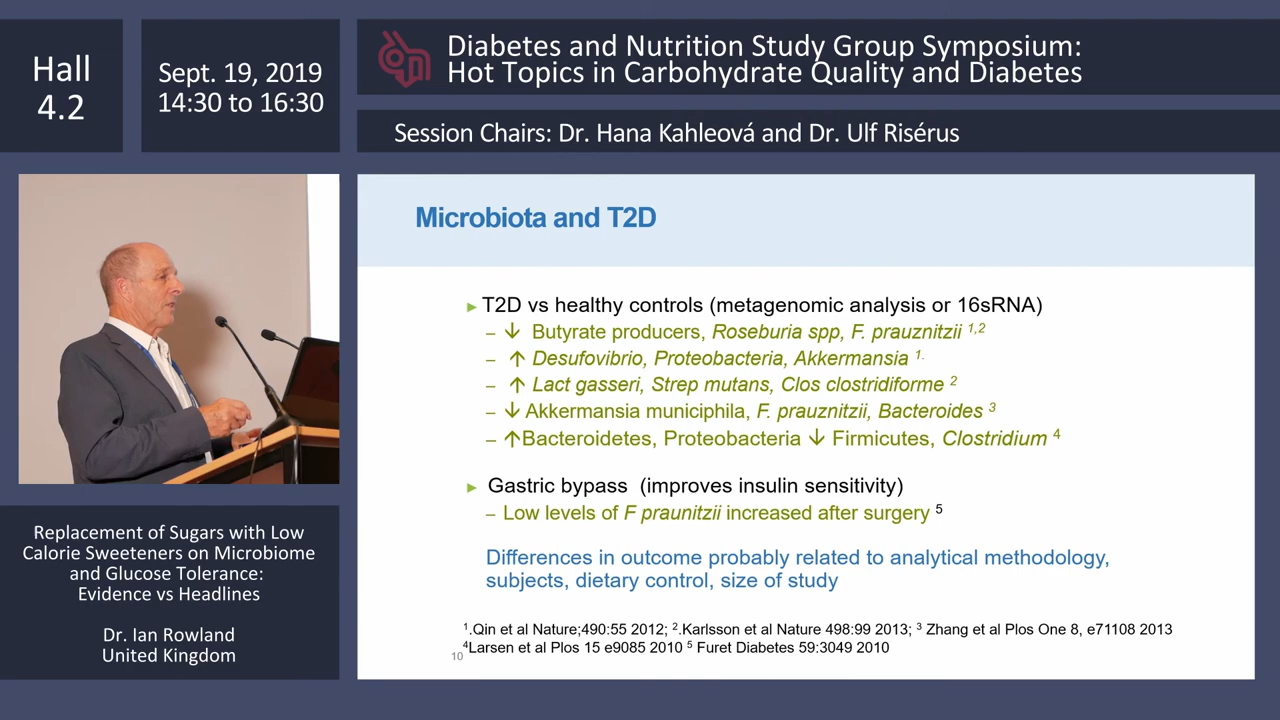 Hall
4.2
Sept. 19, 2019
14:30 to 16:30
Diabetes and Nutrition Study Group Symposium:
Hot Topics in Carbohydrate Quality and Diabetes
Session Chairs: Dr. Hana Kahleová and Dr. Ulf Risérus
Microbiota and T2D
► T2D vs healthy controls (metagenomic analysis or 16sRNA)
– ↓ Butyrate producers, Roseburia spp, F. prauznitzii 1,2
– ↑ Desufovibrio, Proteobacteria, Akkermansia 1.
– ↑ Lact gasseri, Strep mutans, Clos clostridiforme 2
– ↓ Akkermansia municiphila, F. prauznitzii, Bacteroides 3
– ↑Bacteroidetes, Proteobacteria ↓ Firmicutes, Clostridium 4
► Gastric bypass (improves insulin sensitivity)
– Low levels of F praunitzii increased after surgery 5
Differences in outcome probably related to analytical methodology,
subjects, dietary control, size of study
1.Qin et al Nature;490:55 2012; 2.Karlsson et al Nature 498:99 2013; 3 Zhang et al Plos One 8, e71108 2013
4Larsen et al Plos 15 e9085 2010 5 Furet Diabetes 59:3049 2010
10
Replacement of Sugars with Low
Calorie Sweeteners on Microbiome
and Glucose Tolerance:
Evidence vs Headlines
Dr. Ian Rowland
United Kingdom